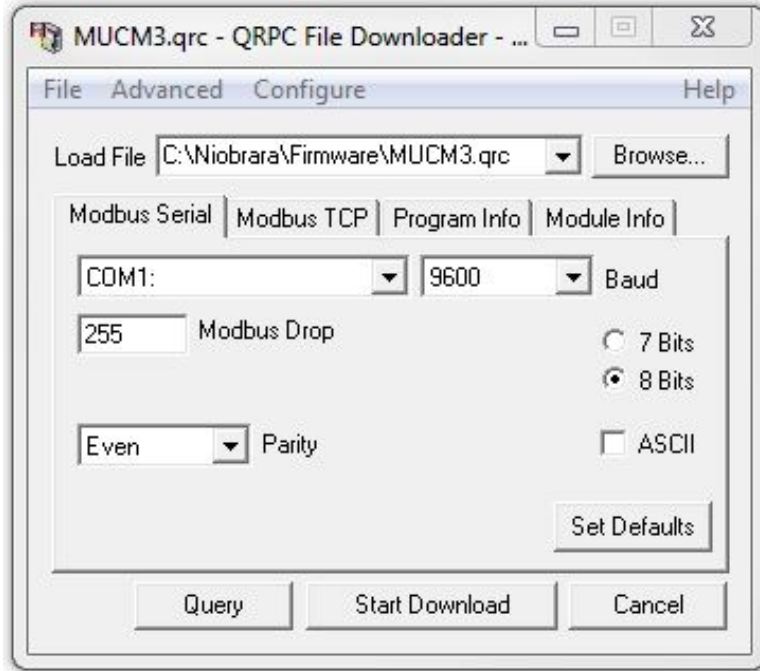 MUCM3.qrc - QRPC File Downloader - ...
File Advanced Configure Help
Load File C:\Niobrara\Firmware\MUCM3.qrc Browse...
Modbus Serial Modbus TCP Program Info Module Info
COM1: 9600 Baud
255 Modbus Drop 7 Bits
8 Bits
Even Parity ASCII
Set Defaults
Query Start Download Cancel